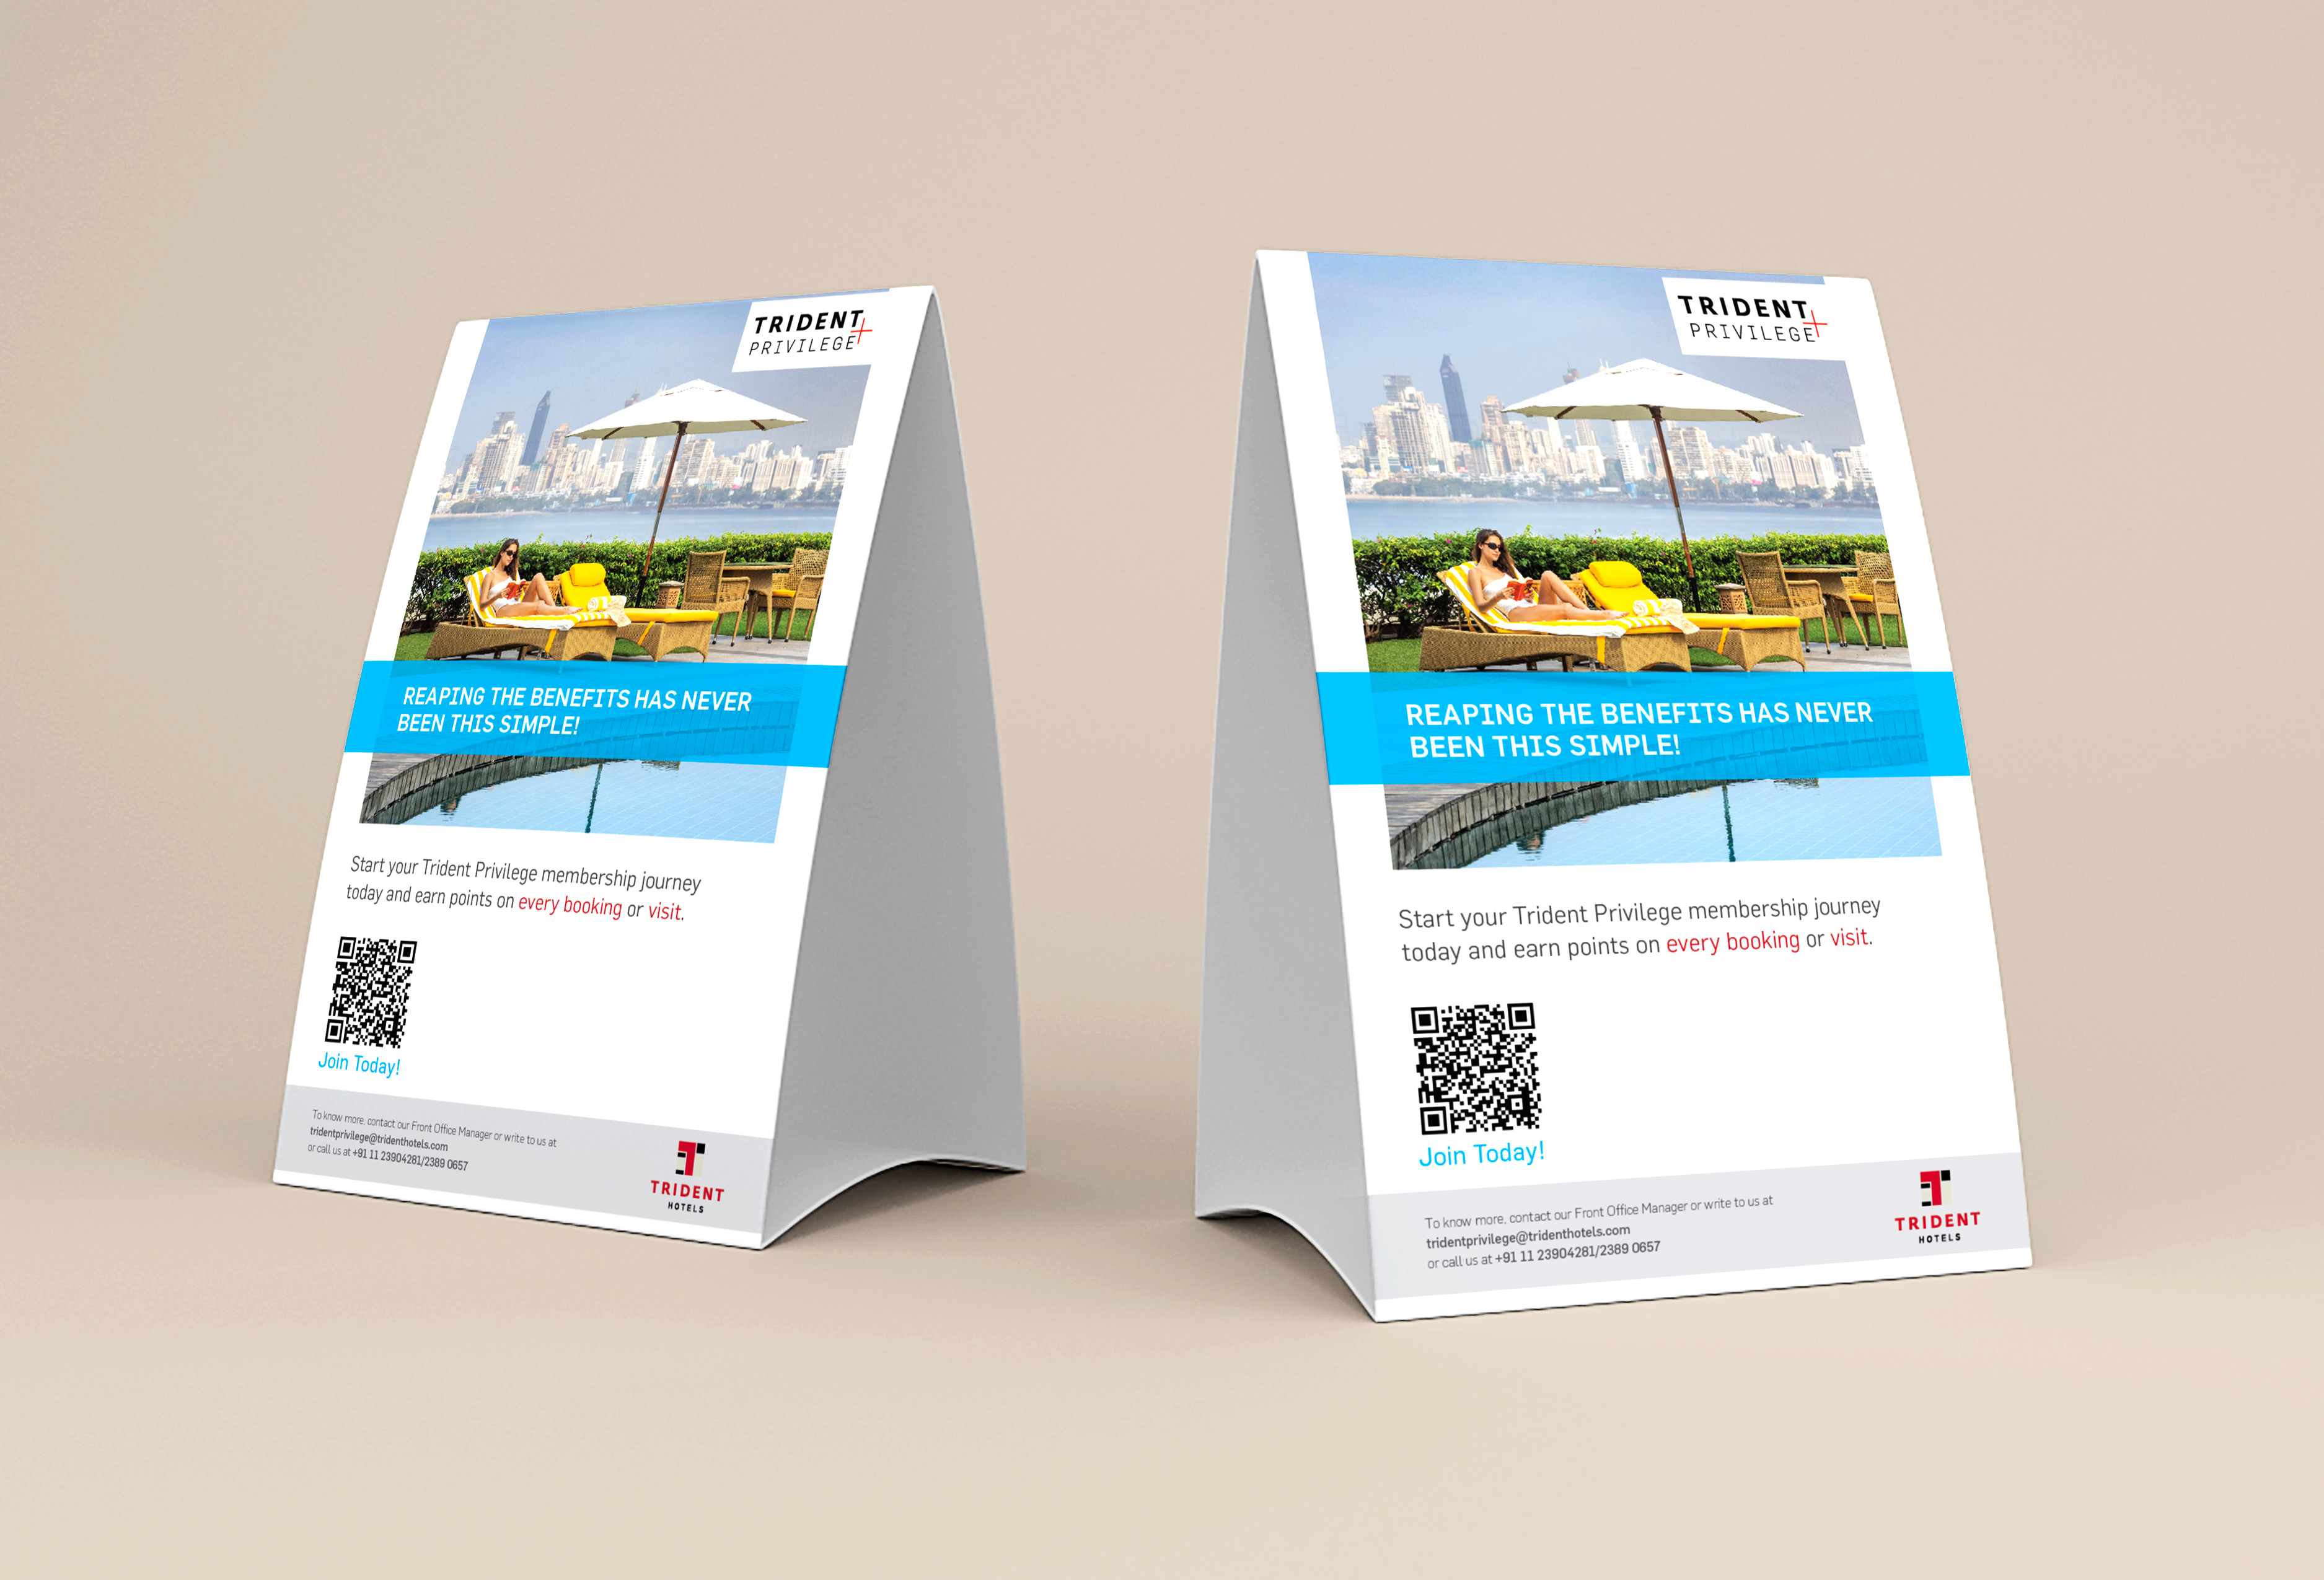 TRIDENT
PRIVILEGE
REAPING THE BENEFITS HAS NEVER
BEEN THIS SIMPLE!
Start your Trident Privilege membership journey
today and earn points on every booking or visit.
Join Today!
To know more, contact our Front Office Manager or write to us at
tridentprivilege@tridenthotels.com
or call us at +91 11 23904281/2389 0657
TRIDENT
HOTELS
TRIDENT
PRIVILEGE
REAPING THE BENEFITS HAS NEVER
BEEN THIS SIMPLE!
Start your Trident Privilege membership journey
today and earn points on every booking or visit.
Join Today!
To know more, contact our Front Office Manager or write to us at
tridentprivilege@tridenthotels.com
or call us at +91 11 23904281/2389 0657
TRIDENT
HOTELS